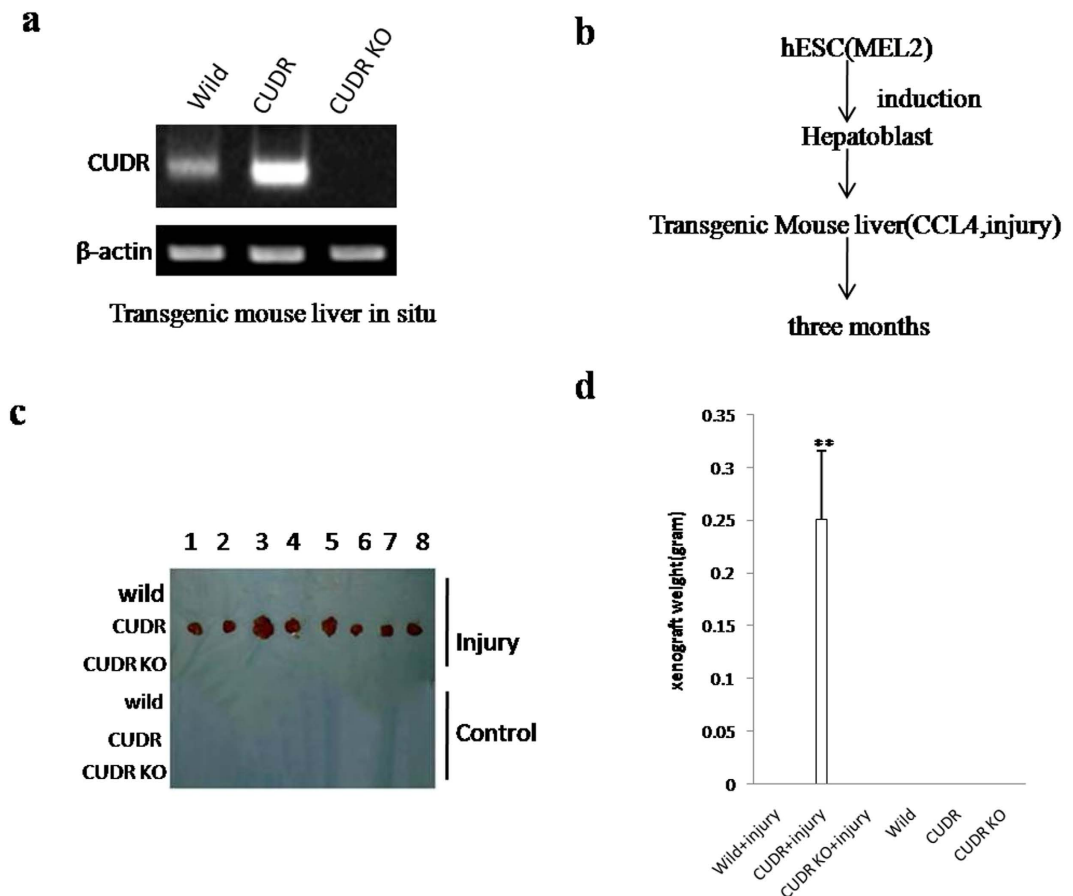 a
Wild
CUDR
CUDR KO
CUDR
β-actin
Transgenic mouse liver in situ
b
hESC(MEL2)
induction
Hepatoblast
Transgenic Mouse liver(CCL4,injury)
three months
c
1 2 3 4 5 6 7 8
wild
CUDR
CUDR KO
Injury
wild
CUDR
CUDR KO
Control
d
xenograft weight(gram)
0.35
0.3
0.25
0.2
0.15
0.1
0.05
0
**
Wild+injury
CUDR+injury
CUDR KO+injury
Wild
CUDR
CUDR KO